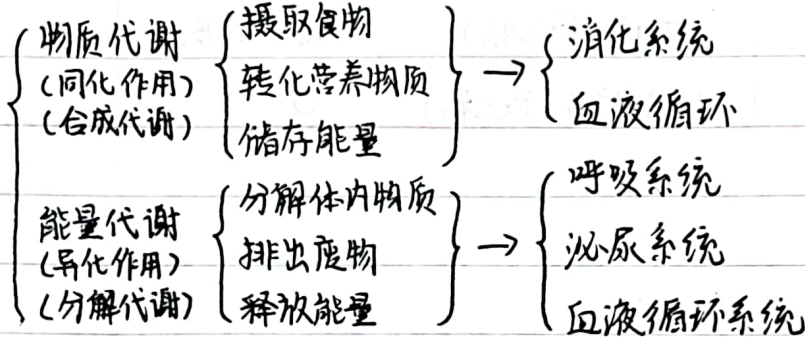 物质代谢
(同化作用)
(合成代谢)
摄取食物
转化营养物质
储存能量
→
消化系统
血液循环
能量代谢
(异化作用)
(分解代谢)
分解体内物质
排出废物
释放能量
→
呼吸系统
泌尿系统
血液循环系统